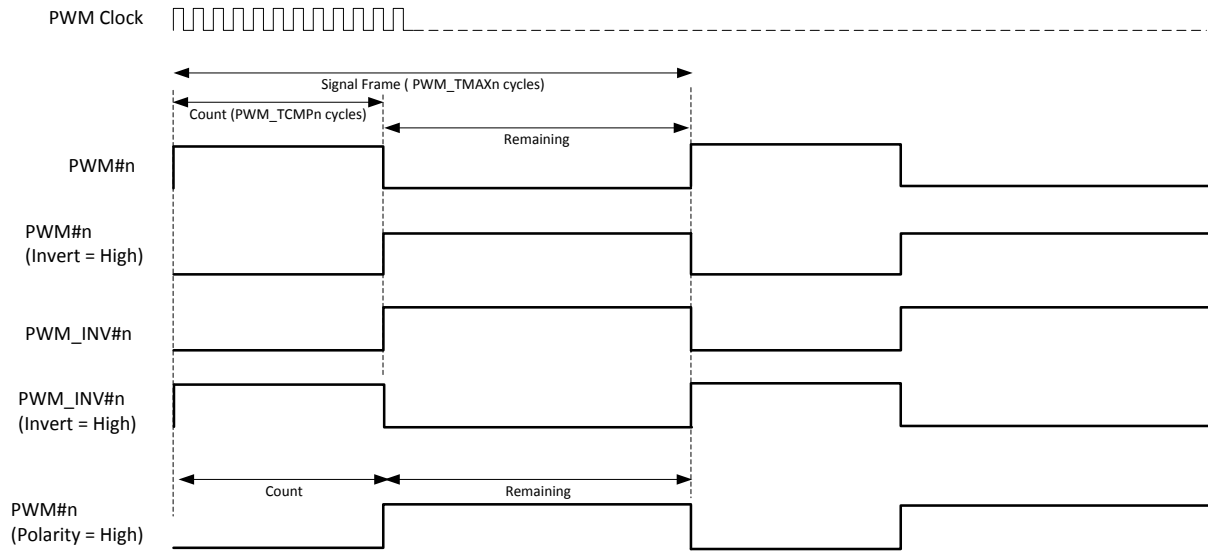 PWM Clock
Signal Frame ( PWM_TMAXn cycles)
Count (PWM_TCMPn cycles)
Remaining
PWM#n
PWM#n
(Invert = High)
PWM_INV#n
PWM_INV#n
(Invert = High)
Count
Remaining
PWM#n
(Polarity = High)